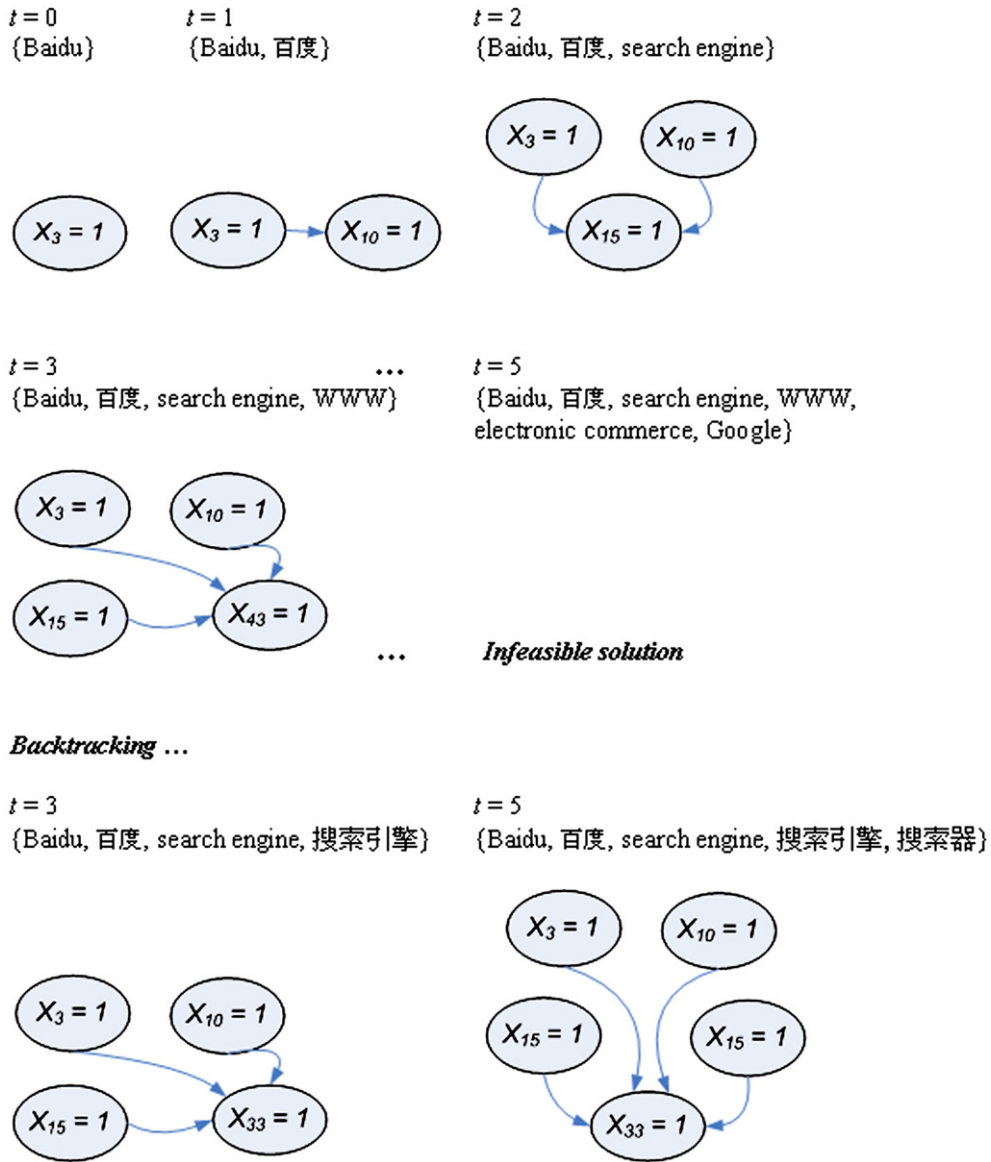 t = 0
{Baidu}
t = 1
{Baidu, 百度}
t = 2
{Baidu, 百度, search engine}
X3 = 1
X3 = 1
X10 = 1
X3 = 1
X10 = 1
X15 = 1
t = 3
{Baidu, 百度, search engine, WWW}
...
t = 5
{Baidu, 百度, search engine, WWW,
electronic commerce, Google}
X3 = 1
X10 = 1
X15 = 1
X43 = 1
...
Infeasible solution
Backtracking ...
t = 3
{Baidu, 百度, search engine, 搜索引擎}
t = 5
{Baidu, 百度, search engine, 搜索引擎, 搜索器}
X3 = 1
X10 = 1
X15 = 1
X33 = 1
X3 = 1
X10 = 1
X15 = 1
X15 = 1
X33 = 1